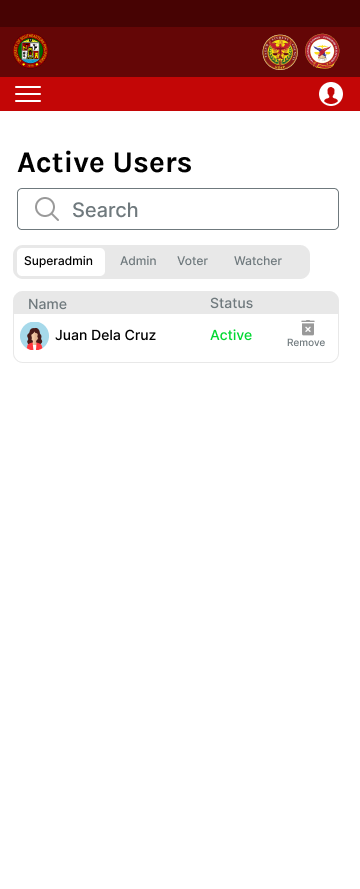 Active Users
Search
Superadmin Admin Voter Watcher
Name Status
Juan Dela Cruz Active Remove